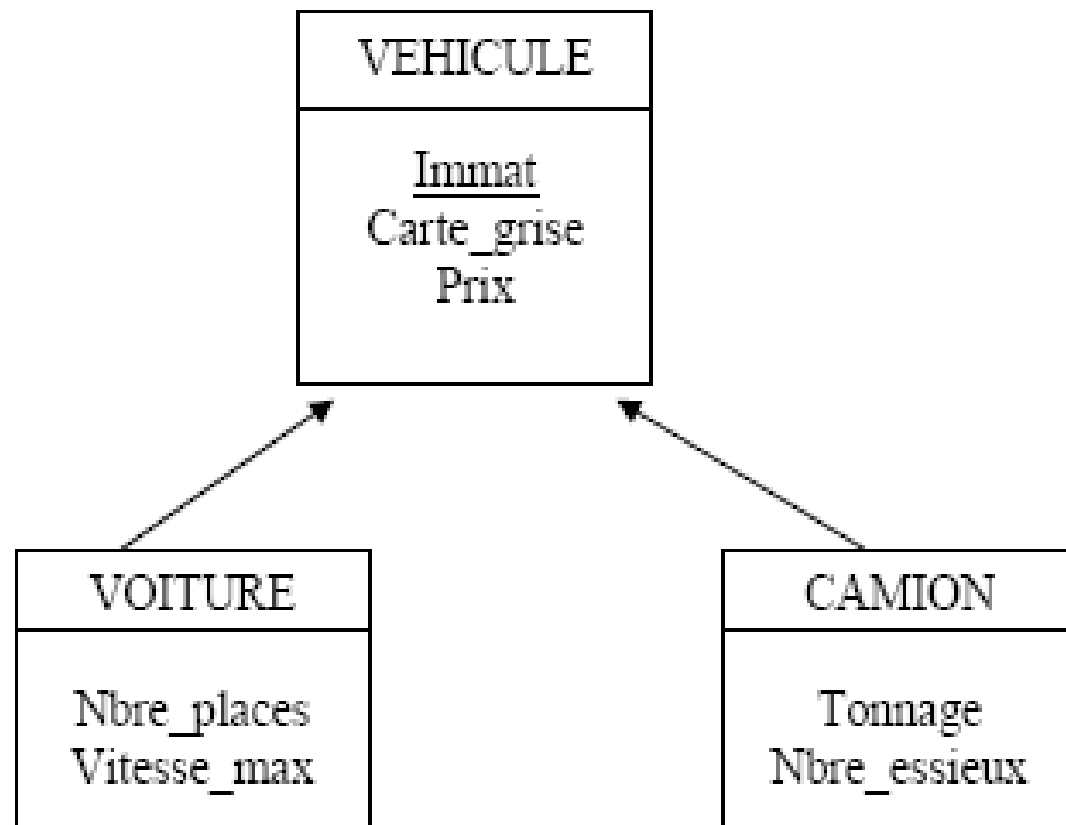 VEHICULE
Immat
Carte_grise
Prix
VOITURE
Nbre_places
Vitesse_max
CAMION
Tonnage
Nbre_essieux